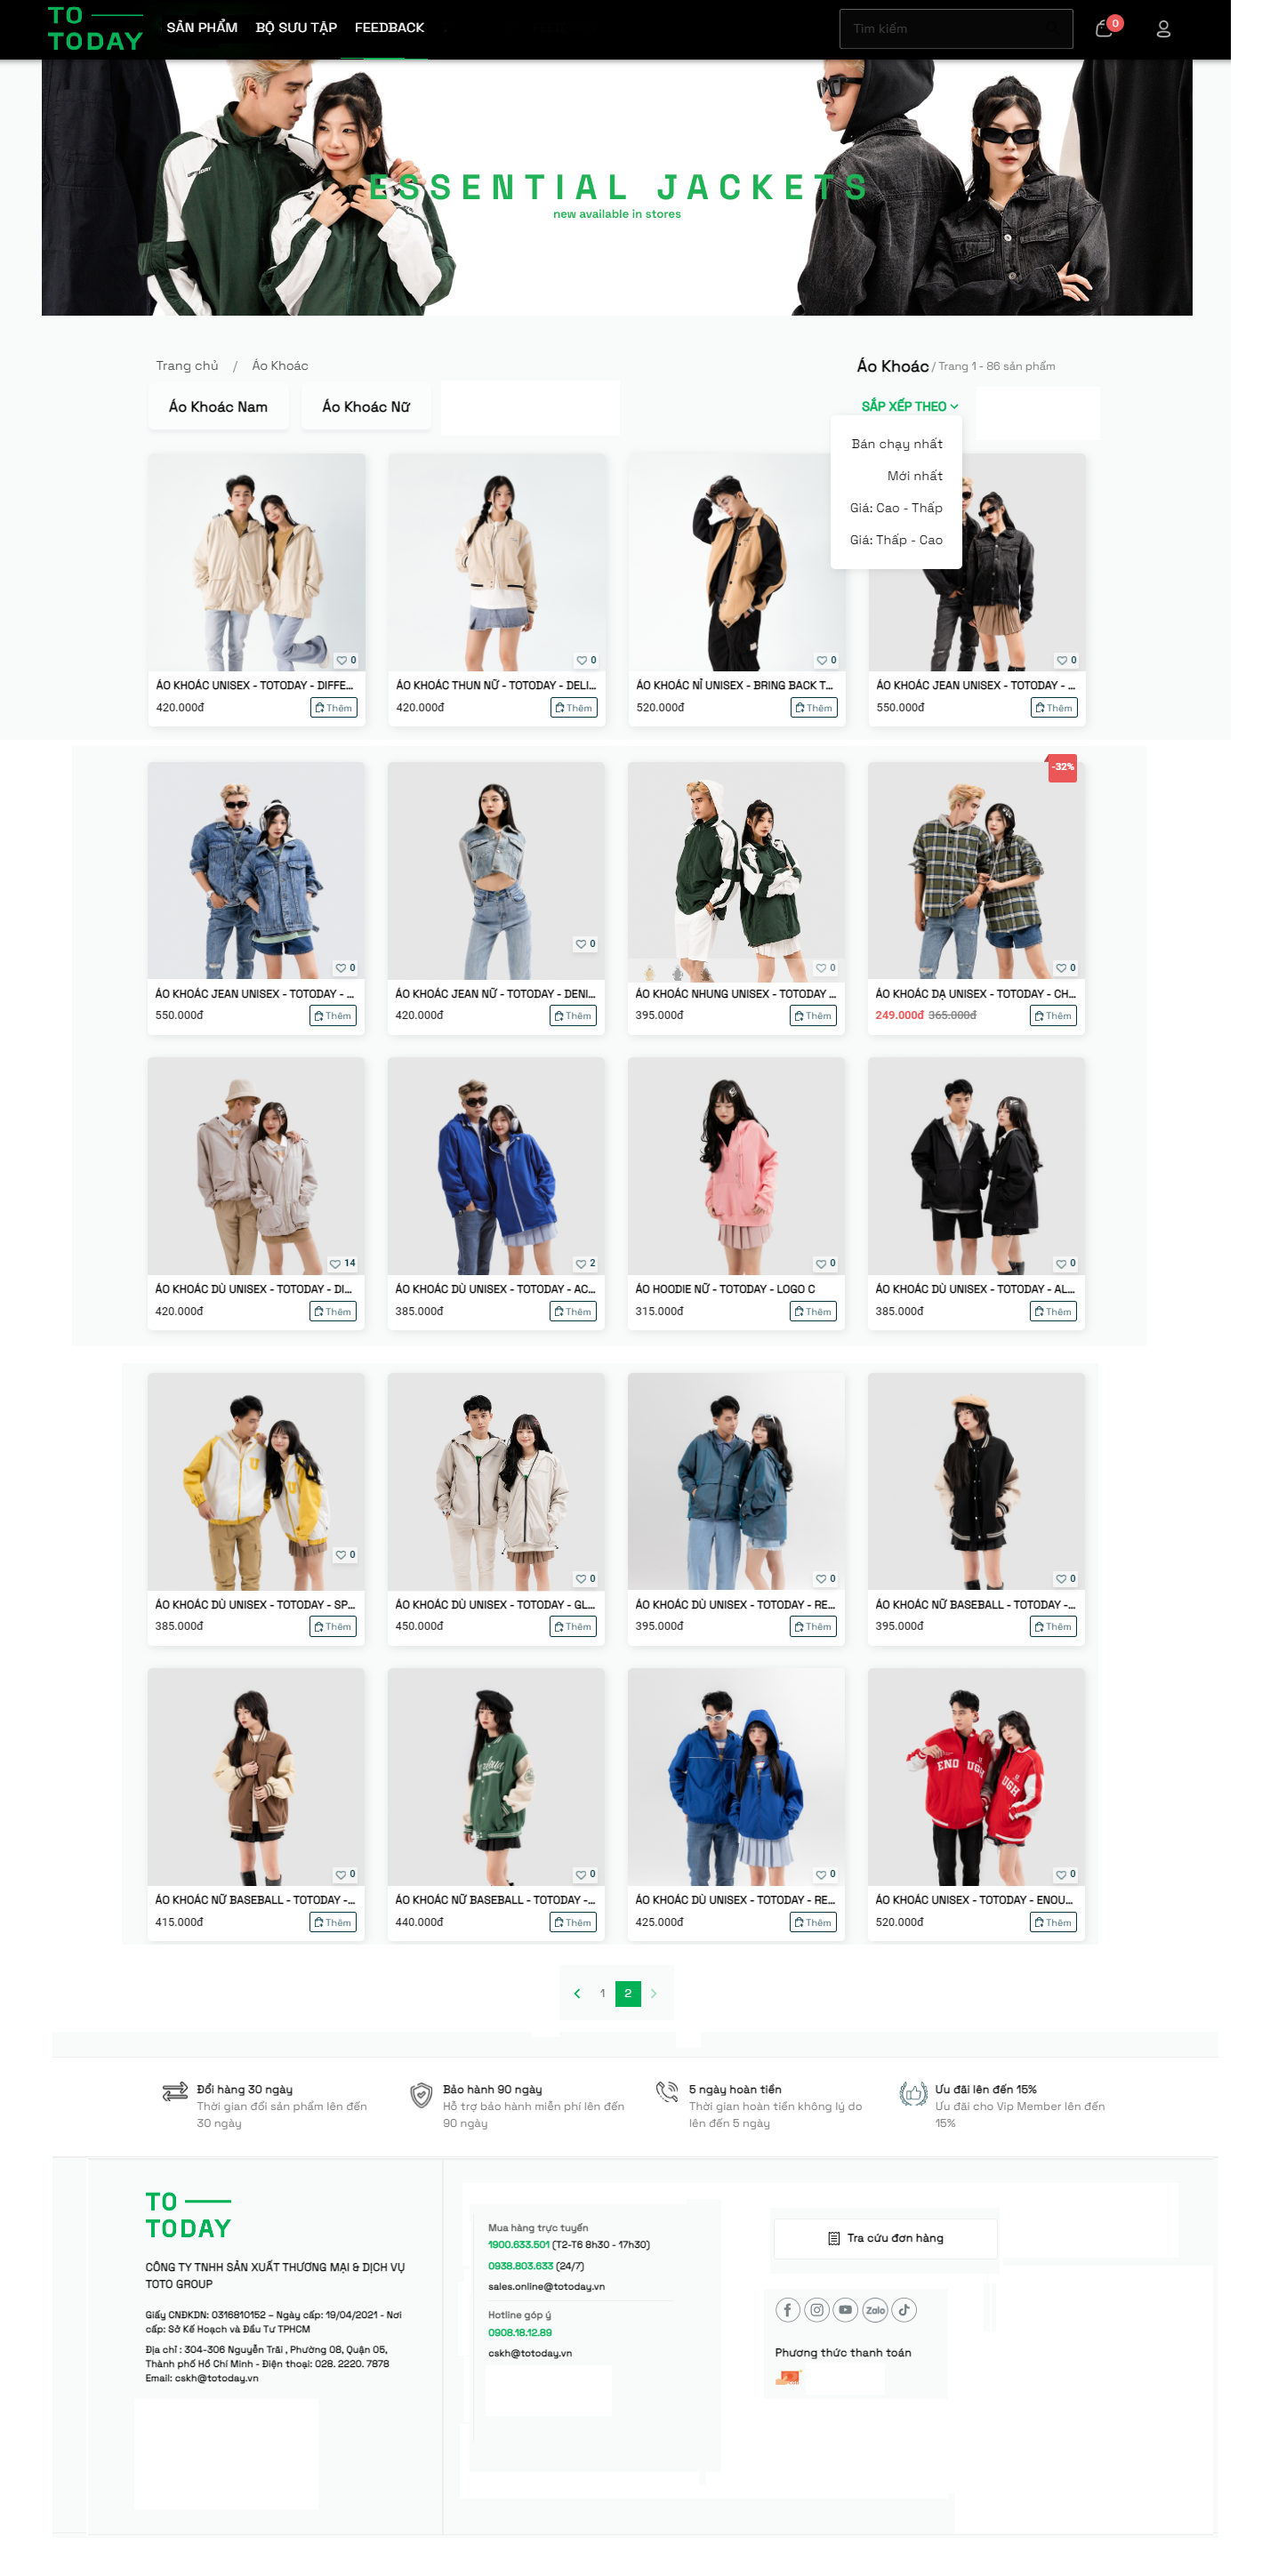 TO
TODAY
SẢN PHẨM BỘ SƯU TẬP FEEDBACK
Tìm kiếm
0
ESSENTIAL JACKETS
new available in stores
Trang chủ / Áo Khoác
Áo Khoác / Trang 1 - 86 sản phẩm
Áo Khoác Nam
Áo Khoác Nữ
SẮP XẾP THEO
Bán chạy nhất
Mới nhất
Giá: Cao - Thấp
Giá: Thấp - Cao
0
0
0
0
ÁO KHOÁC UNISEX - TOTODAY - DIFFE...
ÁO KHOÁC THUN NỮ - TOTODAY - DELI...
ÁO KHOÁC NỈ UNISEX - BRING BACK T...
ÁO KHOÁC JEAN UNISEX - TOTODAY - ...
420.000đ Thêm
420.000đ Thêm
520.000đ Thêm
550.000đ Thêm
-32%
0
0
0
0
ÁO KHOÁC JEAN UNISEX - TOTODAY - ...
ÁO KHOÁC JEAN NỮ - TOTODAY - DENI...
ÁO KHOÁC NHUNG UNISEX - TOTODAY ...
ÁO KHOÁC DẠ UNISEX - TOTODAY - CH...
550.000đ Thêm
420.000đ Thêm
395.000đ Thêm
249.000đ 365.000đ Thêm
14
2
0
0
ÁO KHOÁC DÙ UNISEX - TOTODAY - DI...
ÁO KHOÁC DÙ UNISEX - TOTODAY - AC...
ÁO HOODIE NỮ - TOTODAY - LOGO C
ÁO KHOÁC DÙ UNISEX - TOTODAY - AL...
420.000đ Thêm
385.000đ Thêm
315.000đ Thêm
385.000đ Thêm
0
0
0
0
ÁO KHOÁC DÙ UNISEX - TOTODAY - SP...
ÁO KHOÁC DÙ UNISEX - TOTODAY - GL...
ÁO KHOÁC DÙ UNISEX - TOTODAY - RE...
ÁO KHOÁC NỮ BASEBALL - TOTODAY -...
385.000đ Thêm
450.000đ Thêm
395.000đ Thêm
395.000đ Thêm
ENO UGH
UGH
0
0
0
0
ÁO KHOÁC NỮ BASEBALL - TOTODAY -...
ÁO KHOÁC NỮ BASEBALL - TOTODAY -...
ÁO KHOÁC DÙ UNISEX - TOTODAY - RE...
ÁO KHOÁC UNISEX - TOTODAY - ENOU...
415.000đ Thêm
440.000đ Thêm
425.000đ Thêm
520.000đ Thêm
1 2
Đổi hàng 30 ngày
Thời gian đổi sản phẩm lên đến
30 ngày
Bảo hành 90 ngày
Hỗ trợ bảo hành miễn phí lên đến
90 ngày
5 ngày hoàn tiền
Thời gian hoàn tiền không lý do
lên đến 5 ngày
Ưu đãi lên đến 15%
Ưu đãi cho Vip Member lên đến
15%
TO
TODAY
CÔNG TY TNHH SẢN XUẤT THƯƠNG MẠI & DỊCH VỤ
TOTO GROUP
Giấy CNĐKDN: 0316810152 – Ngày cấp: 19/04/2021 - Nơi
cấp: Sở Kế Hoạch và Đầu Tư TPHCM
Địa chỉ : 304-306 Nguyễn Trãi , Phường 08, Quận 05,
Thành phố Hồ Chí Minh - Điện thoại: 028. 2220. 7878
Email: cskh@totoday.vn
Mua hàng trực tuyến
1900.633.501 (T2-T6 8h30 - 17h30)
0938.803.633 (24/7)
sales.online@totoday.vn
Hotline góp ý
0908.18.12.89
cskh@totoday.vn
Tra cứu đơn hàng
Zalo
Phương thức thanh toán